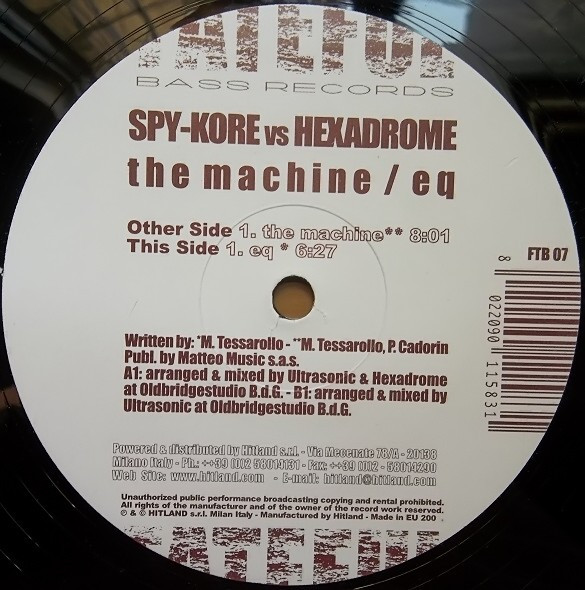 FATEFUL
BASS RECORDS
SPY-KORE vs HEXADROME
the machine / eq
Other Side 1. the machine** 8:01
This Side 1. eq * 6:27
FTB 07
8 022090 115831
Written by: *M. Tessarollo - **M. Tessarollo, P. Cadorin
Publ. by Matteo Music s.a.s.
A1: arranged & mixed by Ultrasonic & Hexadrome
at Oldbridgestudio B.d.G. - B1: arranged & mixed by
Ultrasonic at Oldbridgestudio B.d.G.
Powered & distributed by Hitland s.r.l. - Via Mecenate 78/A - 20138
Milano Italy - Ph.: ++39 (0)2 58014131 - Fax: ++39 (0)2 - 58014290
Web Site: www.hitland.com - E-mail: hitland@hitland.com
Unauthorized public performance broadcasting copying and rental prohibited.
All rights of the manufacturer and of the owner of the record work reserved.
℗ & © HITLAND s.r.l. Milan Italy - Manufactured by Hitland - Made in EU 200
FATEFUL